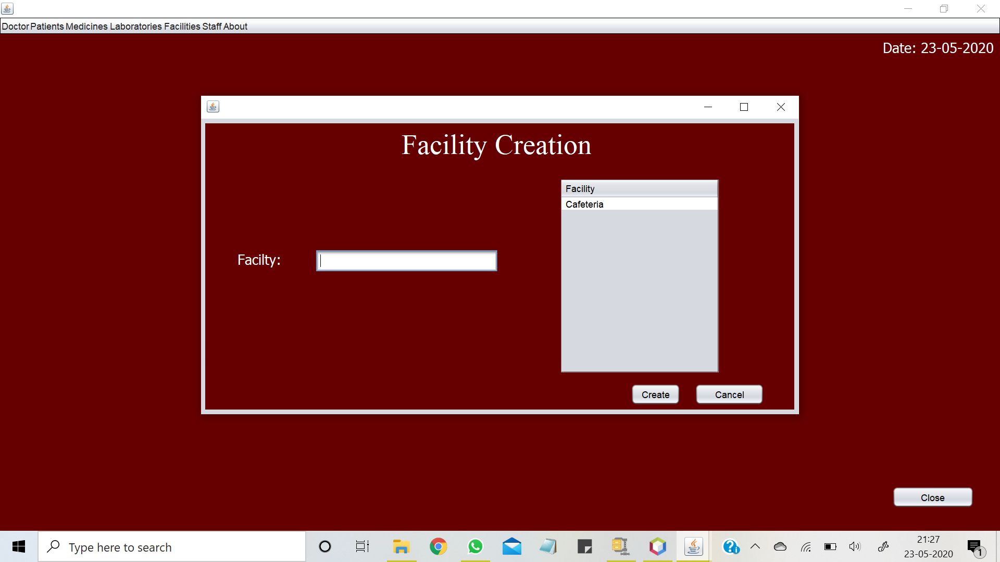 Doctor Patients Medicines Laboratories Facilities Staff About
Date: 23-05-2020
Facility Creation
Facility
Cafeteria
Facilty:
Create Cancel
Close
Type here to search
21:27
23-05-2020
1